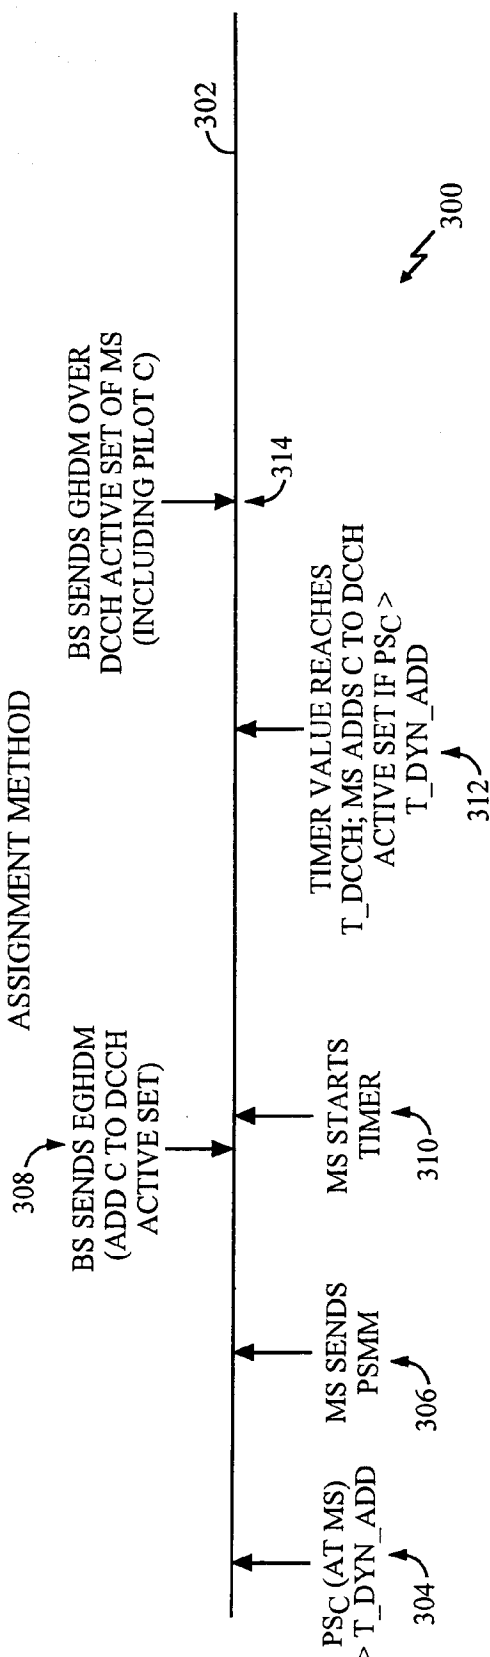 ASSIGNMENT METHOD
308
BS SENDS EGHDM
(ADD C TO DCCH
ACTIVE SET)
BS SENDS GHDM OVER
DCCH ACTIVE SET OF MS
(INCLUDING PILOT C)
302
PSC (AT MS)
> T_DYN_ADD
304
MS SENDS
PSMM
306
MS STARTS
TIMER
310
TIMER VALUE REACHES
T_DCCH; MS ADDS C TO DCCH
ACTIVE SET IF PSC >
T_DYN_ADD
312
314
300